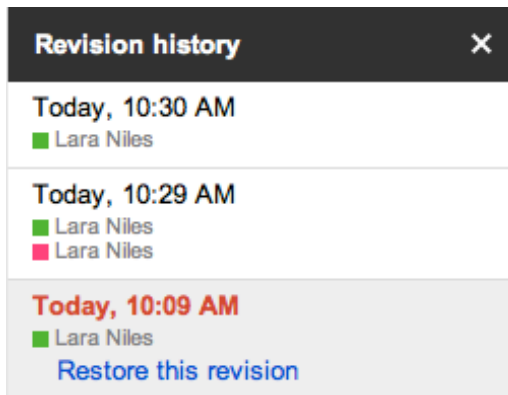 Revision history
Today, 10:30 AM
Lara Niles
Today, 10:29 AM
Lara Niles
Lara Niles
Today, 10:09 AM
Lara Niles
Restore this revision